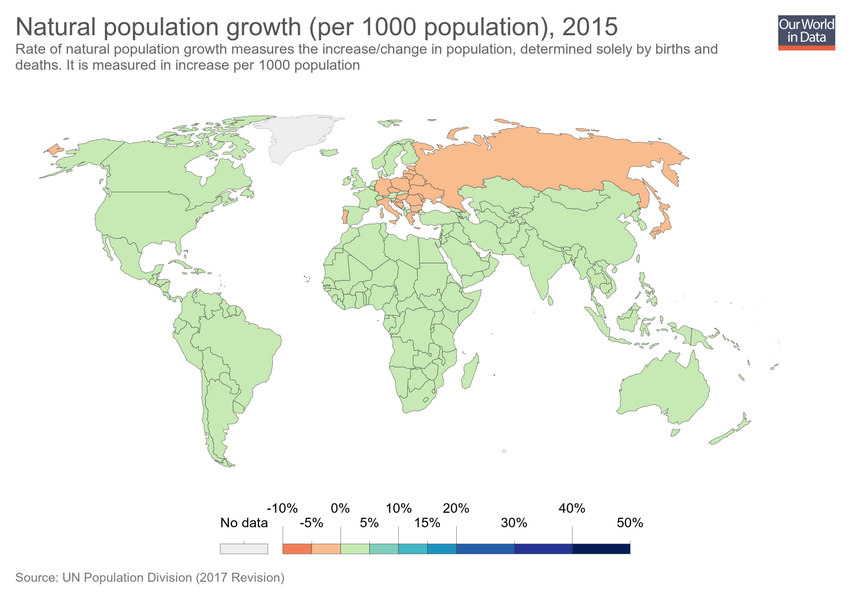 Natural population growth (per 1000 population), 2015
Our World
in Data
Rate of natural population growth measures the increase/change in population, determined solely by births and
deaths. It is measured in increase per 1000 population
-10% 0% 10% 20% 40%
No data -5% 5% 15% 30% 50%
Source: UN Population Division (2017 Revision)